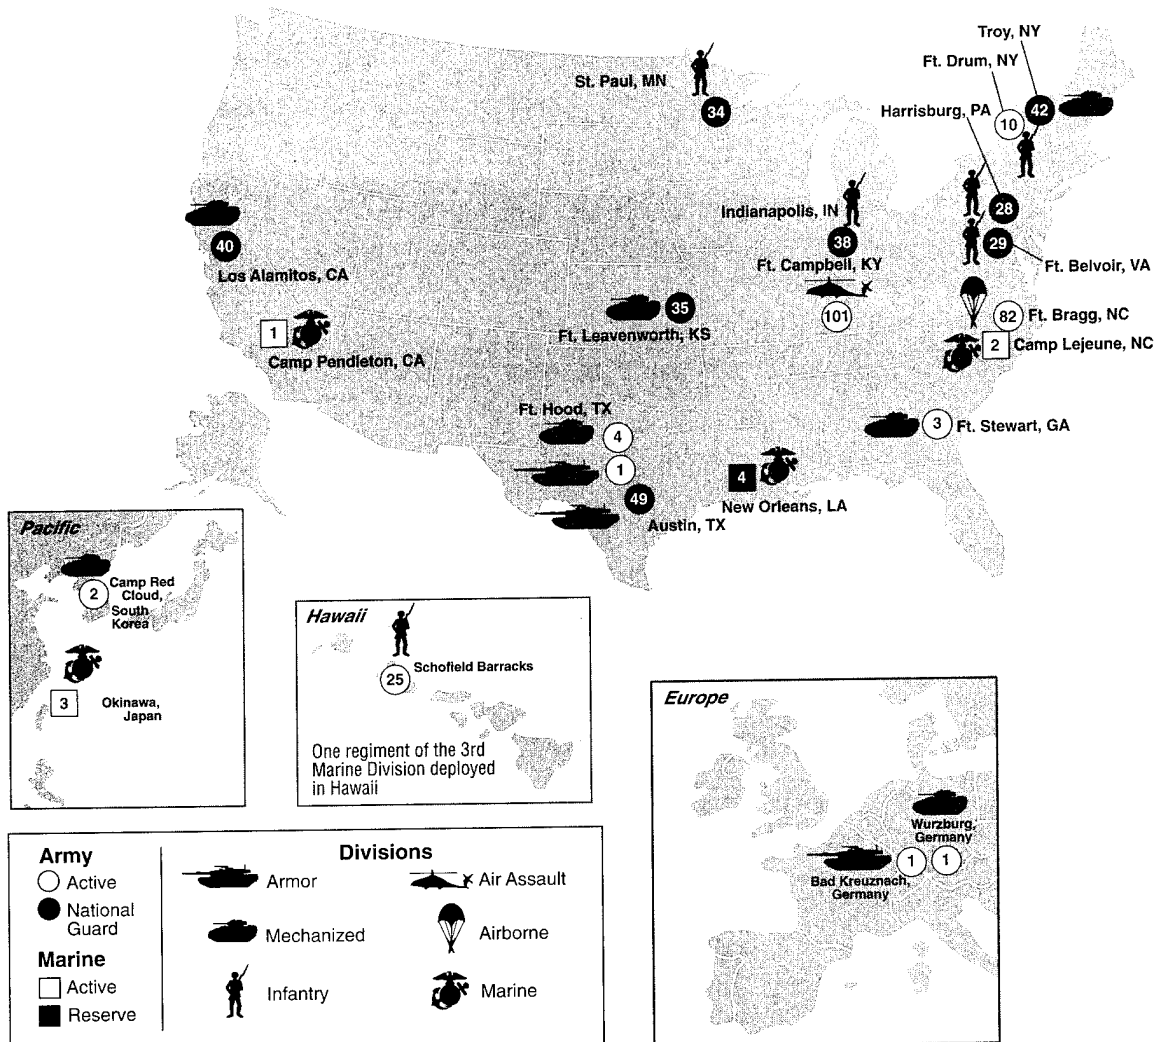 Troy, NY
Ft. Drum, NY
St. Paul, MN
34
Harrisburg, PA
10
42
Indianapolis, IN
38
28
29
Ft. Belvoir, VA
40
Los Alamitos, CA
Ft. Campbell, KY
101
35
Ft. Leavenworth, KS
82
Ft. Bragg, NC
1
Camp Pendleton, CA
2
Camp Lejeune, NC
Ft. Hood, TX
4
1
49
Austin, TX
3
Ft. Stewart, GA
4
New Orleans, LA
Pacific
2
Camp Red
Cloud,
South
Korea
3
Okinawa,
Japan
Hawaii
Schofield Barracks
25
One regiment of the 3rd
Marine Division deployed
in Hawaii
Europe
Wurzburg,
Germany
1
1
Bad Kreuznach,
Germany
Army
Active
National
Guard
Marine
Active
Reserve
Divisions
Armor
Mechanized
Infantry
Air Assault
Airborne
Marine